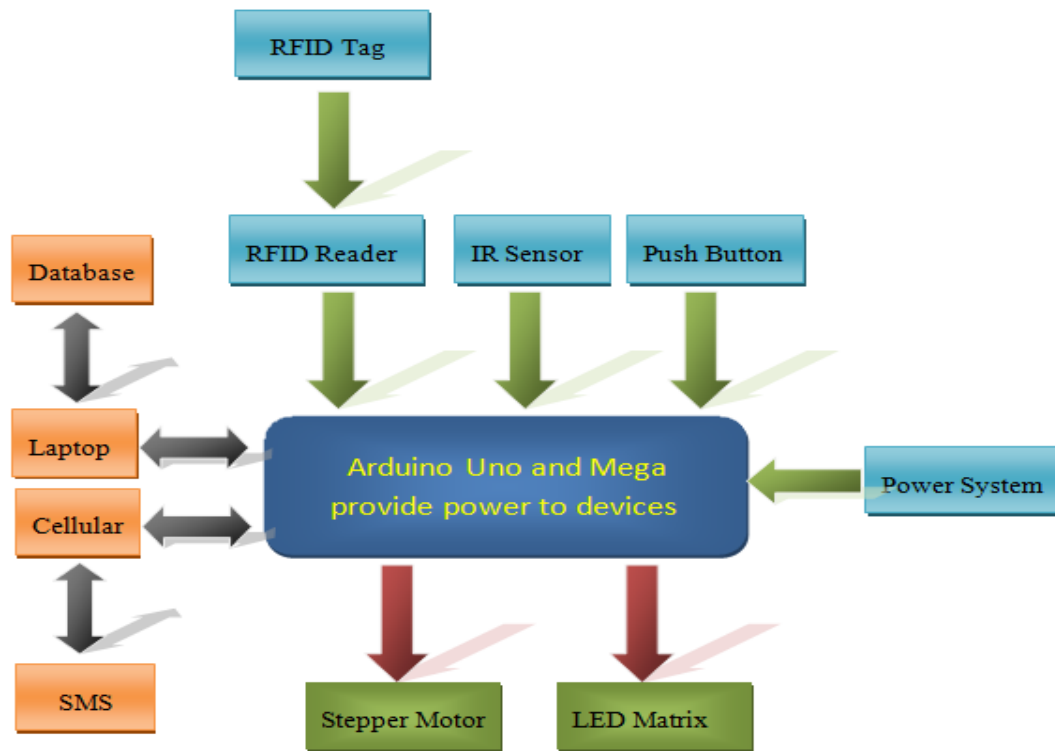 RFID Tag
RFID Reader
IR Sensor
Push Button
Database
Laptop
Arduino Uno and Mega
provide power to devices
Power System
Cellular
SMS
Stepper Motor
LED Matrix